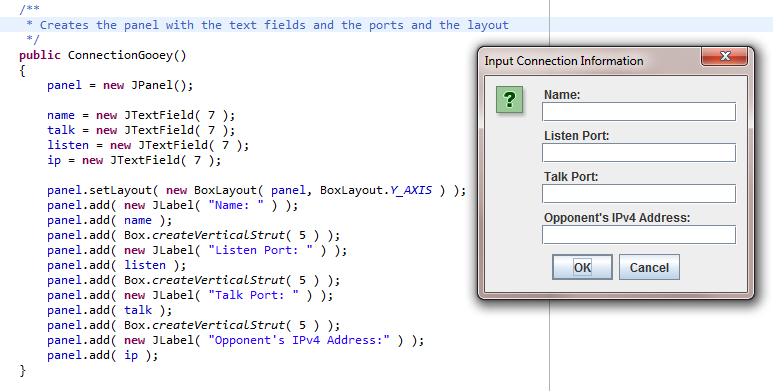 /**
* Creates the panel with the text fields and the ports and the layout
*/
public ConnectionGooey()
{
panel = new JPanel();
name = new JTextField( 7 );
talk = new JTextField( 7 );
listen = new JTextField( 7 );
ip = new JTextField( 7 );
panel.setLayout( new BoxLayout( panel, BoxLayout.Y_AXIS ) );
panel.add( new JLabel( "Name: " ) );
panel.add( name );
panel.add( Box.createVerticalStrut( 5 ) );
panel.add( new JLabel( "Listen Port: " ) );
panel.add( listen );
panel.add( Box.createVerticalStrut( 5 ) );
panel.add( new JLabel( "Talk Port: " ) );
panel.add( talk );
panel.add( Box.createVerticalStrut( 5 ) );
panel.add( new JLabel( "Opponent's IPv4 Address:" ) );
panel.add( ip );
}
Input Connection Information
X
?
Name:
Listen Port:
Talk Port:
Opponent's IPv4 Address:
OK
Cancel